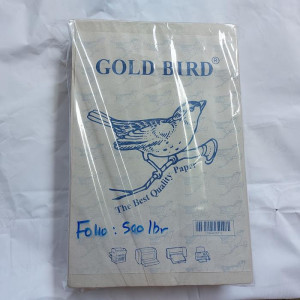 GOLD BIRD®
The Best Quality Paper
Folio : 500 lbr